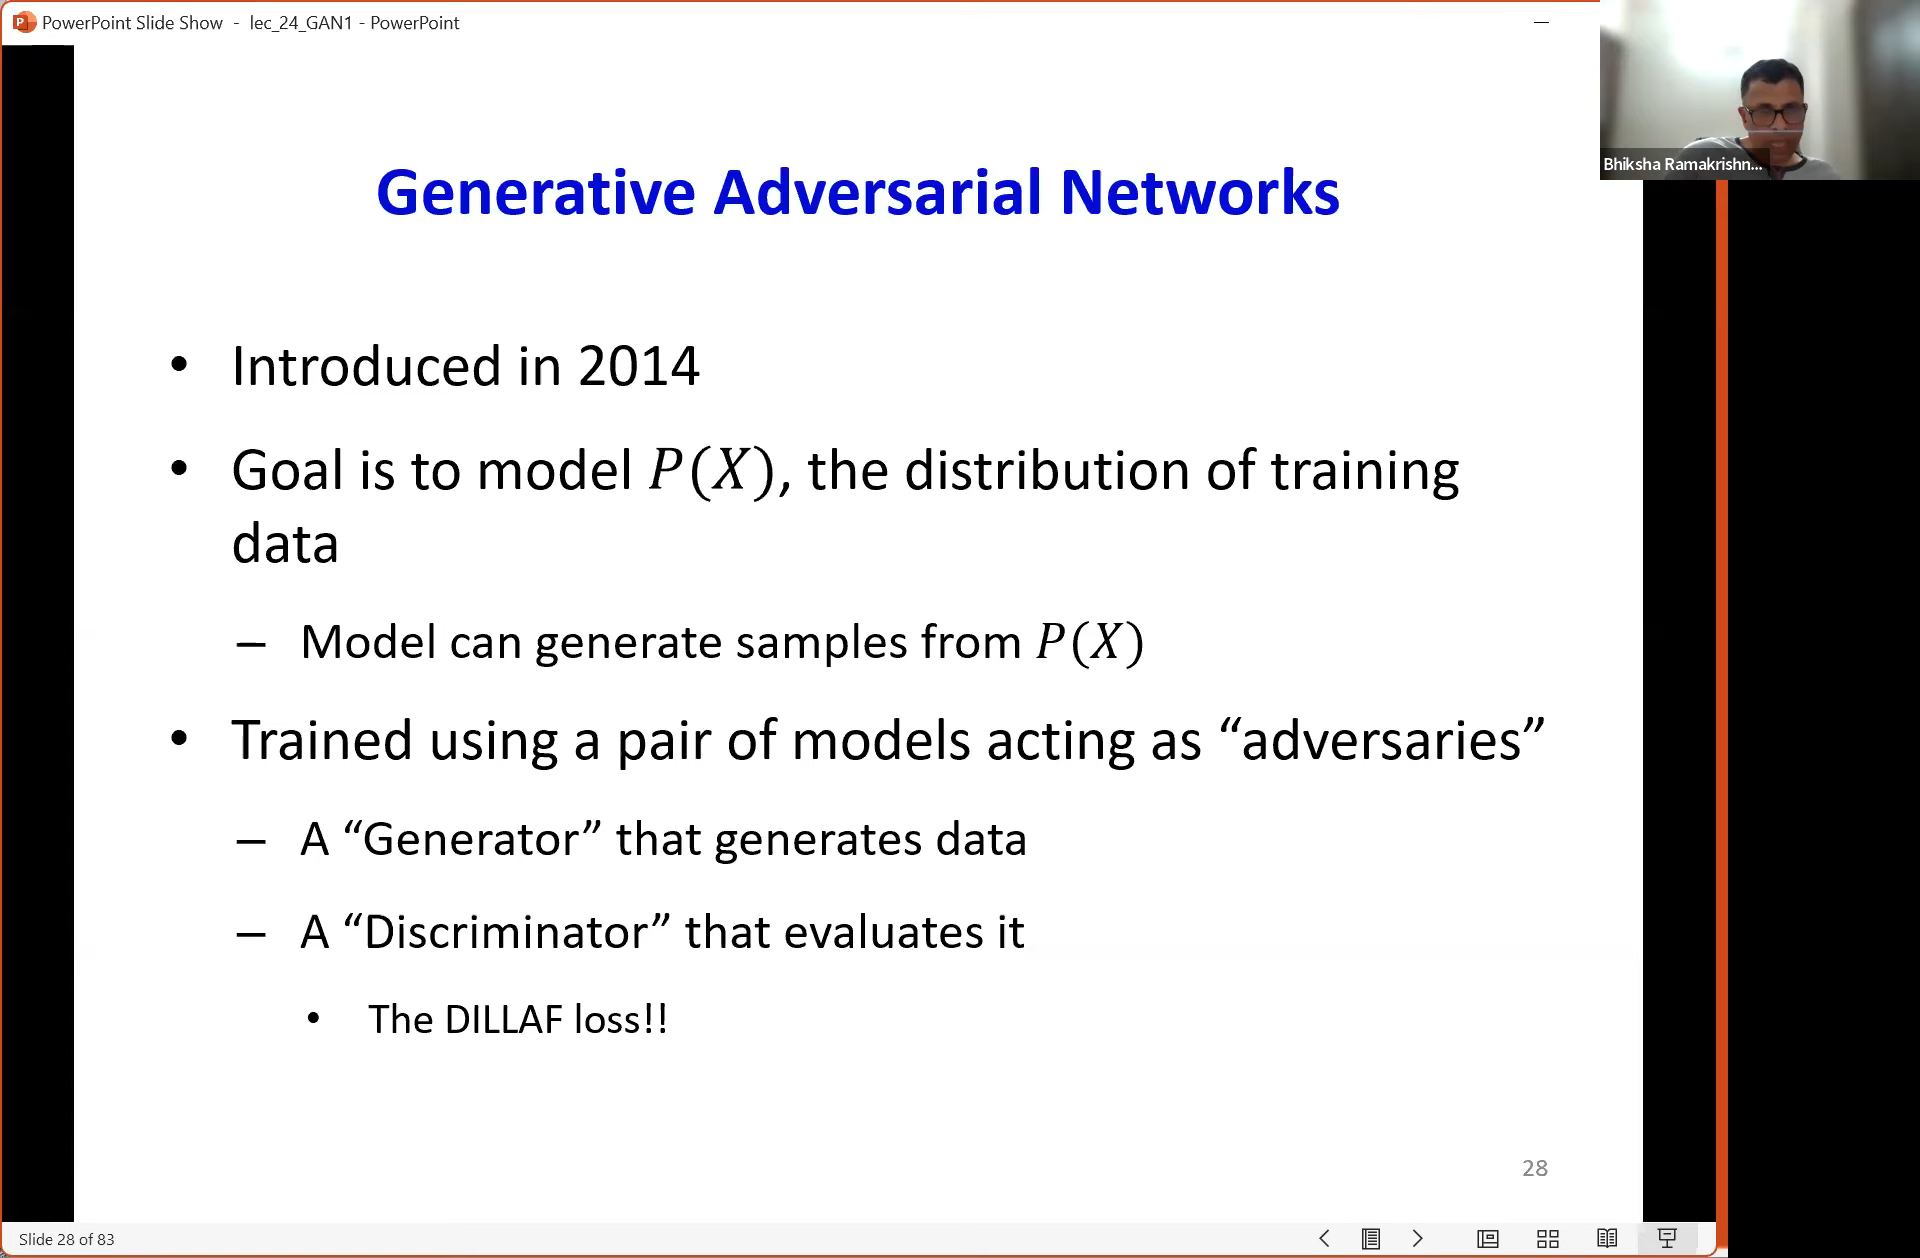 PowerPoint Slide Show - lec_24_GAN1 - PowerPoint
Bhiksha Ramakrishn...
Generative Adversarial Networks
• Introduced in 2014
• Goal is to model P(X), the distribution of training
data
– Model can generate samples from P(X)
• Trained using a pair of models acting as “adversaries”
– A “Generator” that generates data
– A “Discriminator” that evaluates it
• The DILLAF loss!!
28
Slide 28 of 83